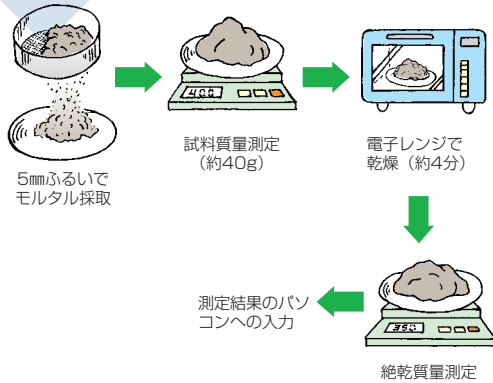 5㎜ふるいで
モルタル採取
400
試料質量測定
(約40g)
電子レンジで
乾燥(約4分)
350
絶乾質量測定
測定結果のパソ
コンへの入力